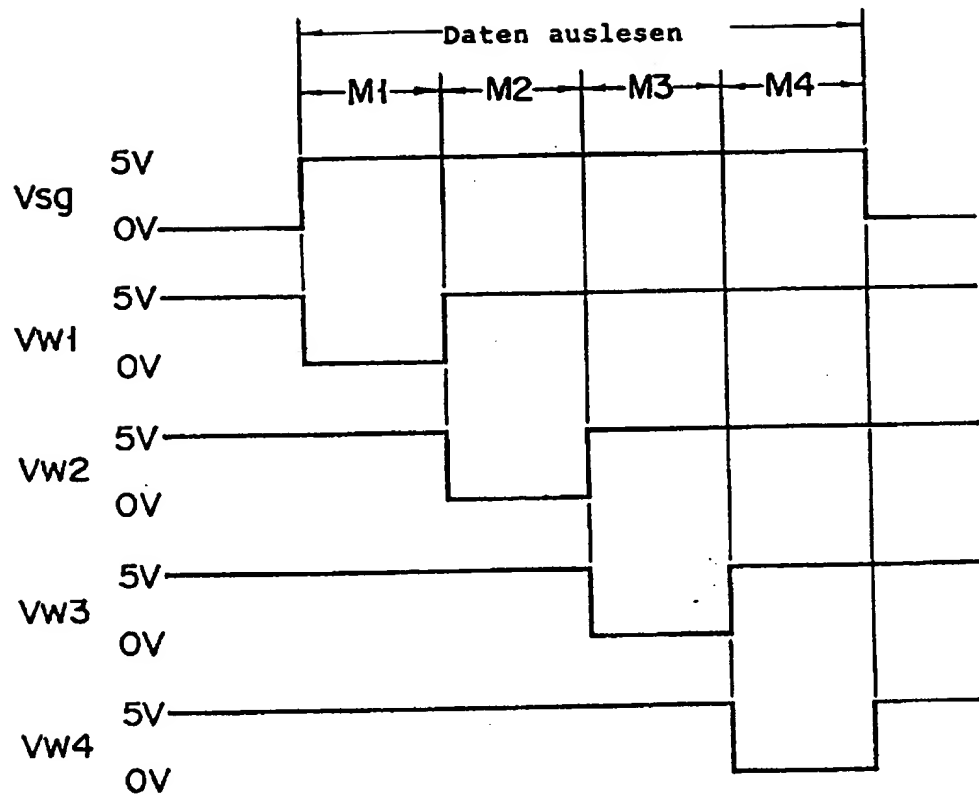 Daten auslesen
M1 M2 M3 M4
5V
Vsg
0V
5V
VW1
0V
5V
VW2
0V
5V
VW3
0V
5V
VW4
0V